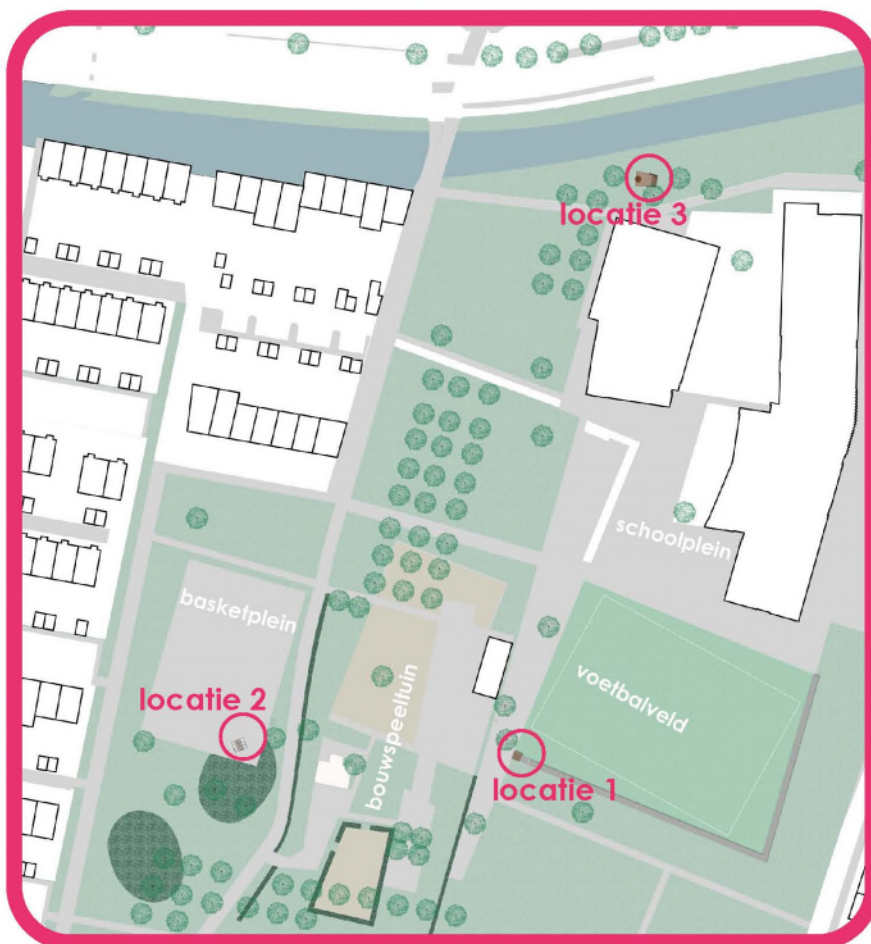 locatie 3
schoolplein
basketplein
voetbalveld
locatie 2
bouwspeeltuin
locatie 1